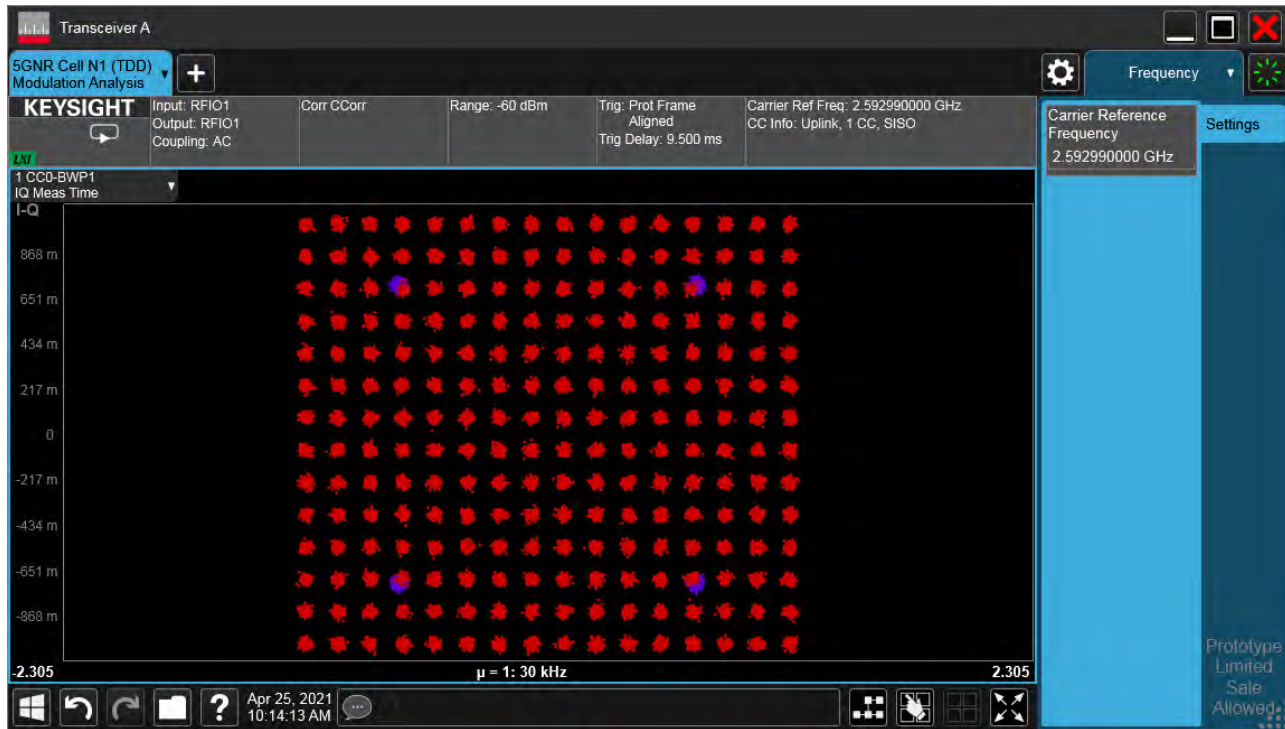 Transceiver A
5GNR Cell N1 (TDD)
Modulation Analysis
+
Frequency
KEYSIGHT
LXI
Input: RFIO1
Output: RFIO1
Coupling: AC
Corr CCorr
Range: -60 dBm
Trig: Prot Frame
Aligned
Trig Delay: 9.500 ms
Carrier Ref Freq: 2.592990000 GHz
CC Info: Uplink, 1 CC, SISO
Carrier Reference
Frequency
2.592990000 GHz
Settings
1 CC0-BWP1
IQ Meas Time
I-Q
868 m
651 m
434 m
217 m
0
-217 m
-434 m
-651 m
-868 m
-2.305
µ = 1: 30 kHz
2.305
?
Apr 25, 2021
10:14:13 AM
Prototype
Limited
Sale
Allowed